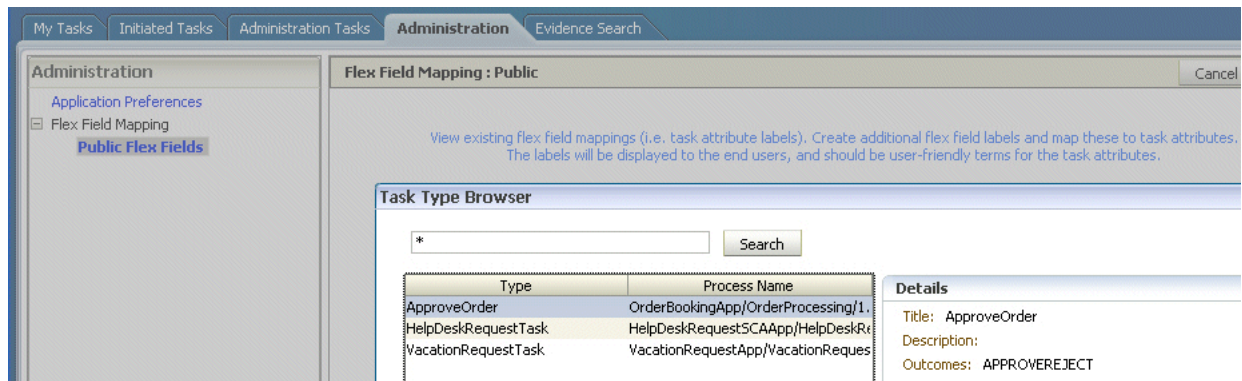 My Tasks Initiated Tasks Administration Tasks Administration Evidence Search
Administration
Application Preferences
Flex Field Mapping
Public Flex Fields
Flex Field Mapping : Public Cancel
View existing flex field mappings (i.e. task attribute labels). Create additional flex field labels and map these to task attributes.
The labels will be displayed to the end users, and should be user-friendly terms for the task attributes.
Task Type Browser
* Search
Type Process Name
ApproveOrder OrderBookingApp/OrderProcessing/1.
HelpDeskRequestTask HelpDeskRequestSCAApp/HelpDeskRe
VacationRequestTask VacationRequestApp/VacationReques
Details
Title: ApproveOrder
Description:
Outcomes: APPROVEREJECT